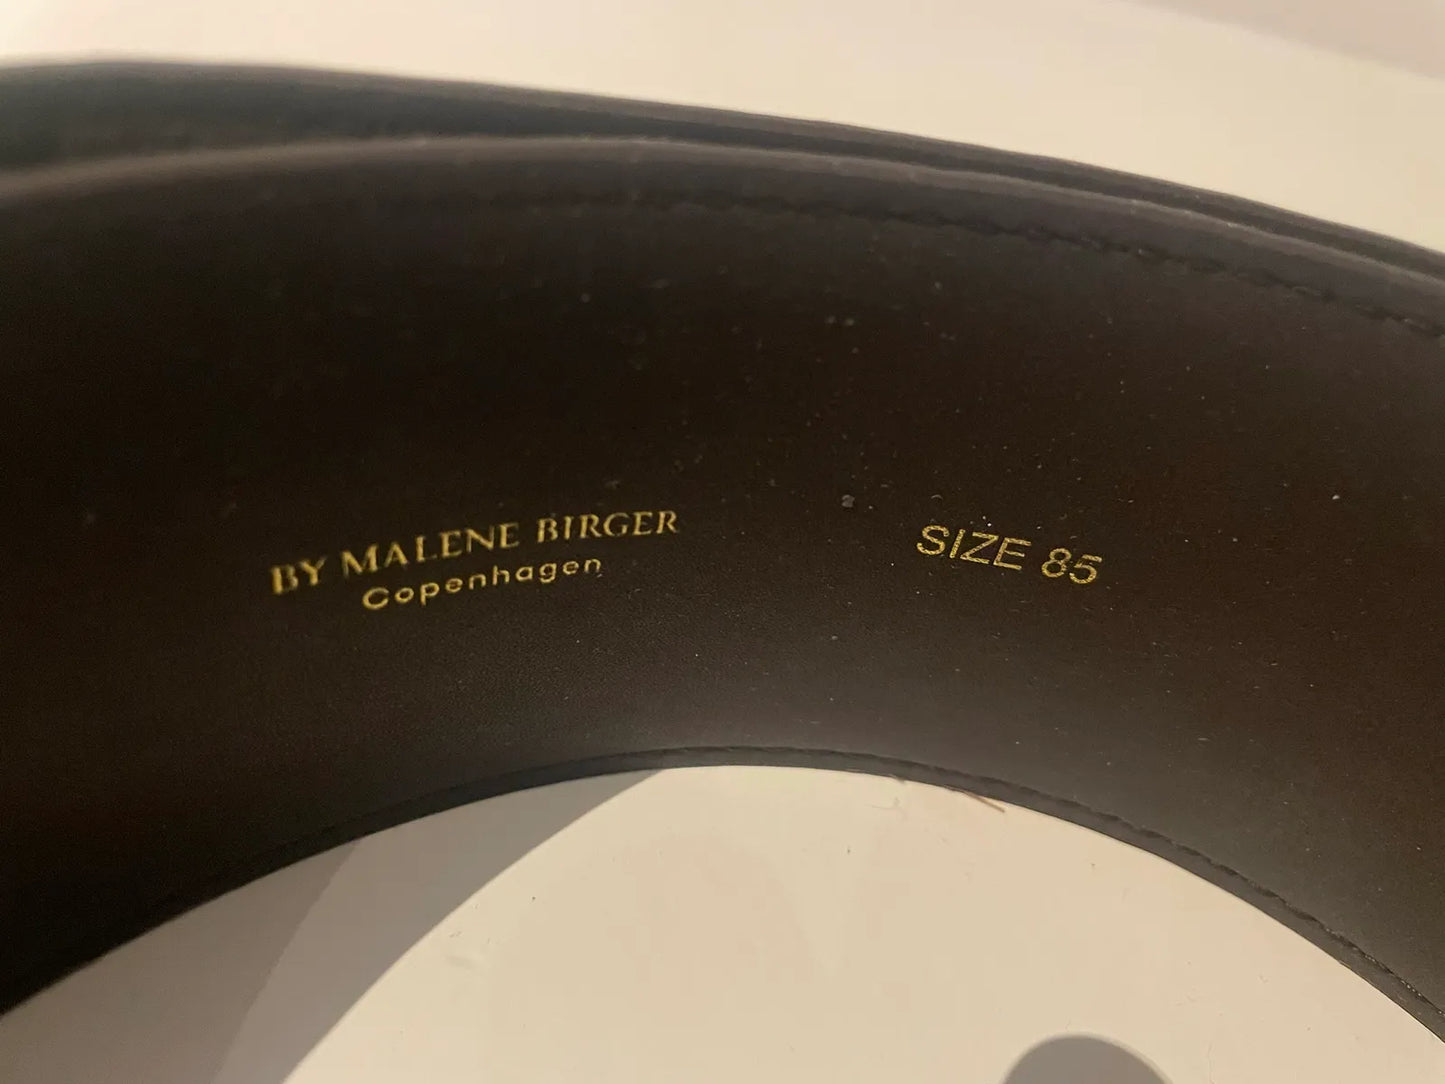 BY MALENE BIRGER
Copenhagen
SIZE 85